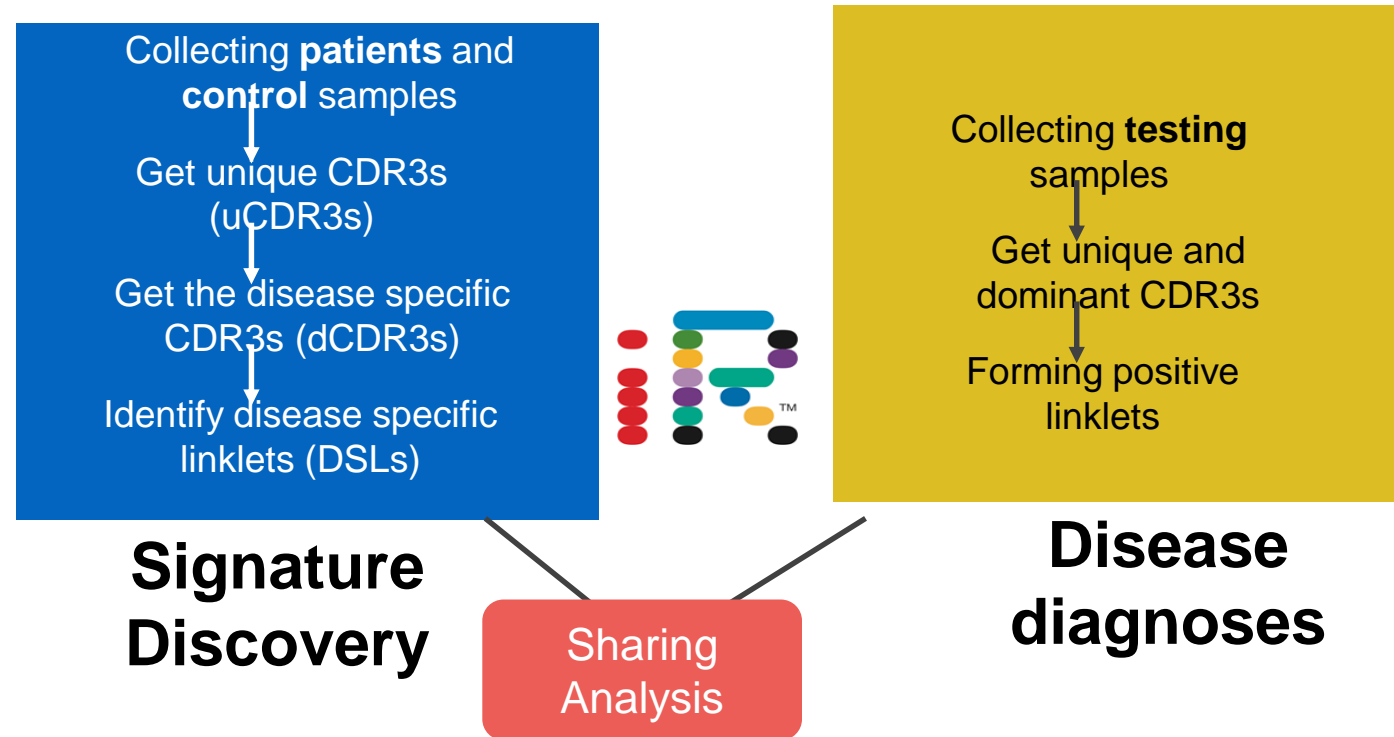 Collecting patients and
control samples
Get unique CDR3s
(uCDR3s)
Get the disease specific
CDR3s (dCDR3s)
Identify disease specific
linklets (DSLs)
Signature
Discovery
iR™
Collecting testing
samples
Get unique and
dominant CDR3s
Forming positive
linklets
Disease
diagnoses
Sharing
Analysis